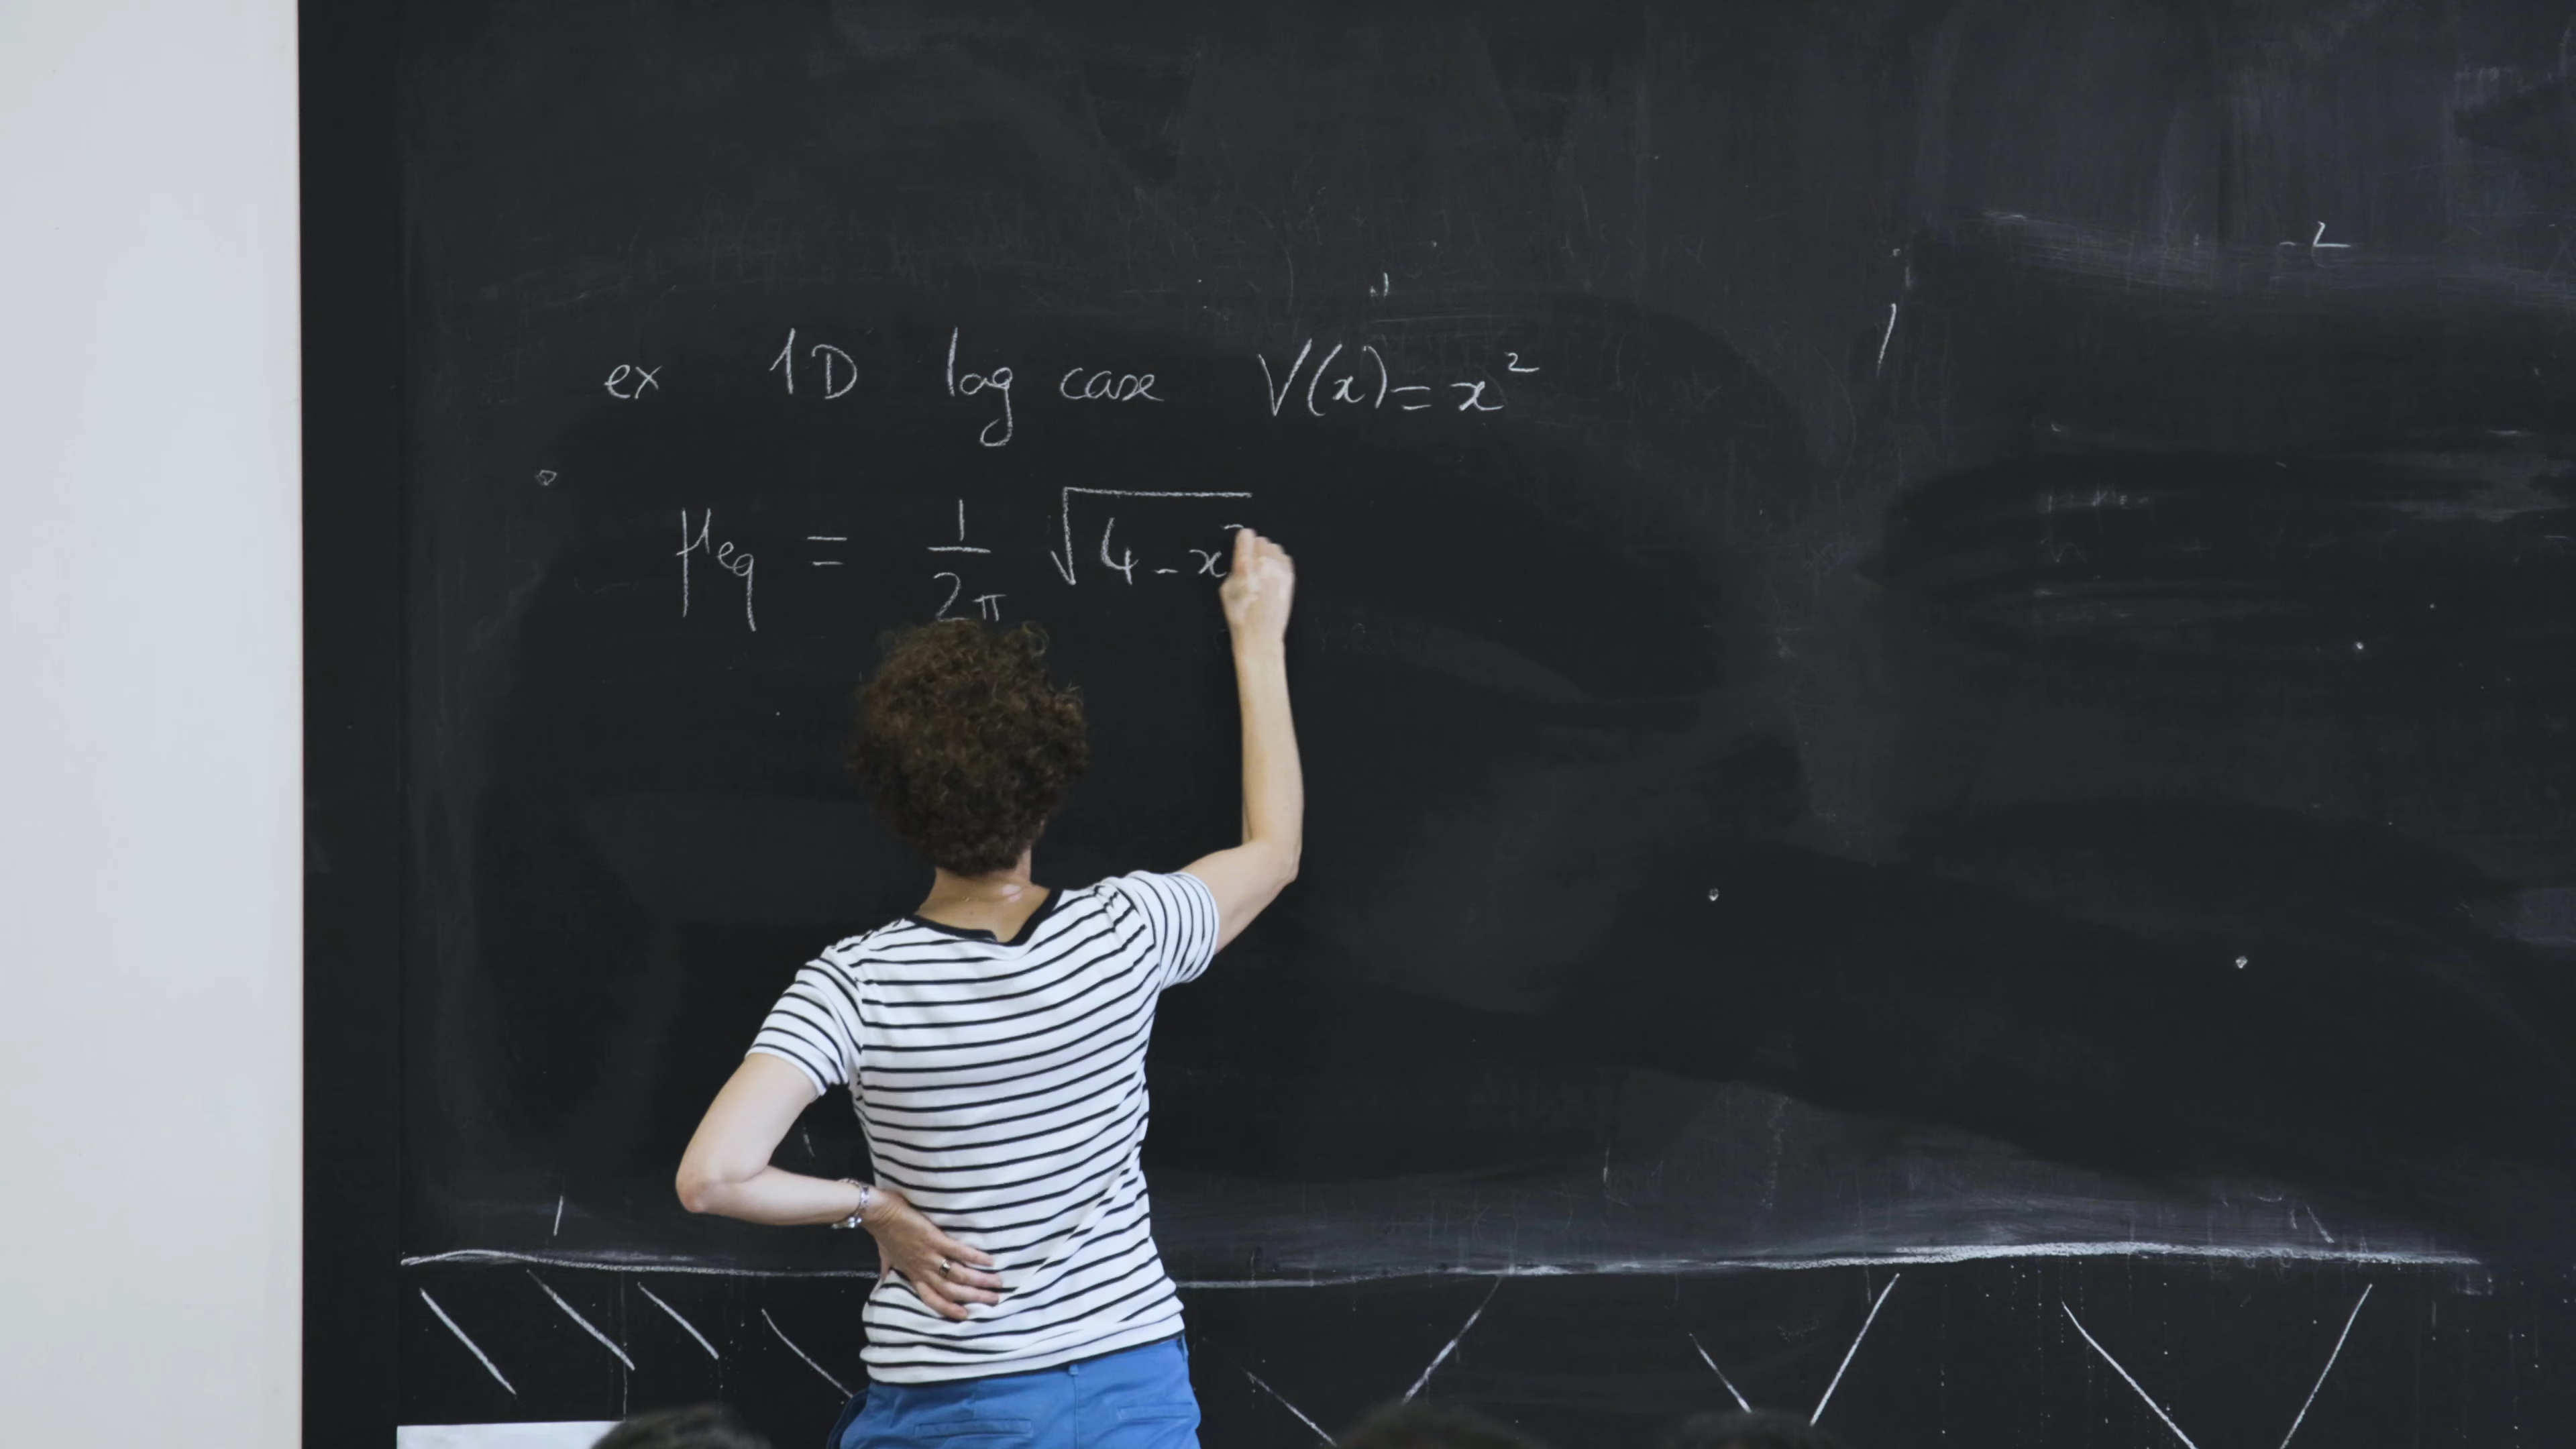 ex 1D log case V(x) = x²
μeq = 1/2π √4-x²